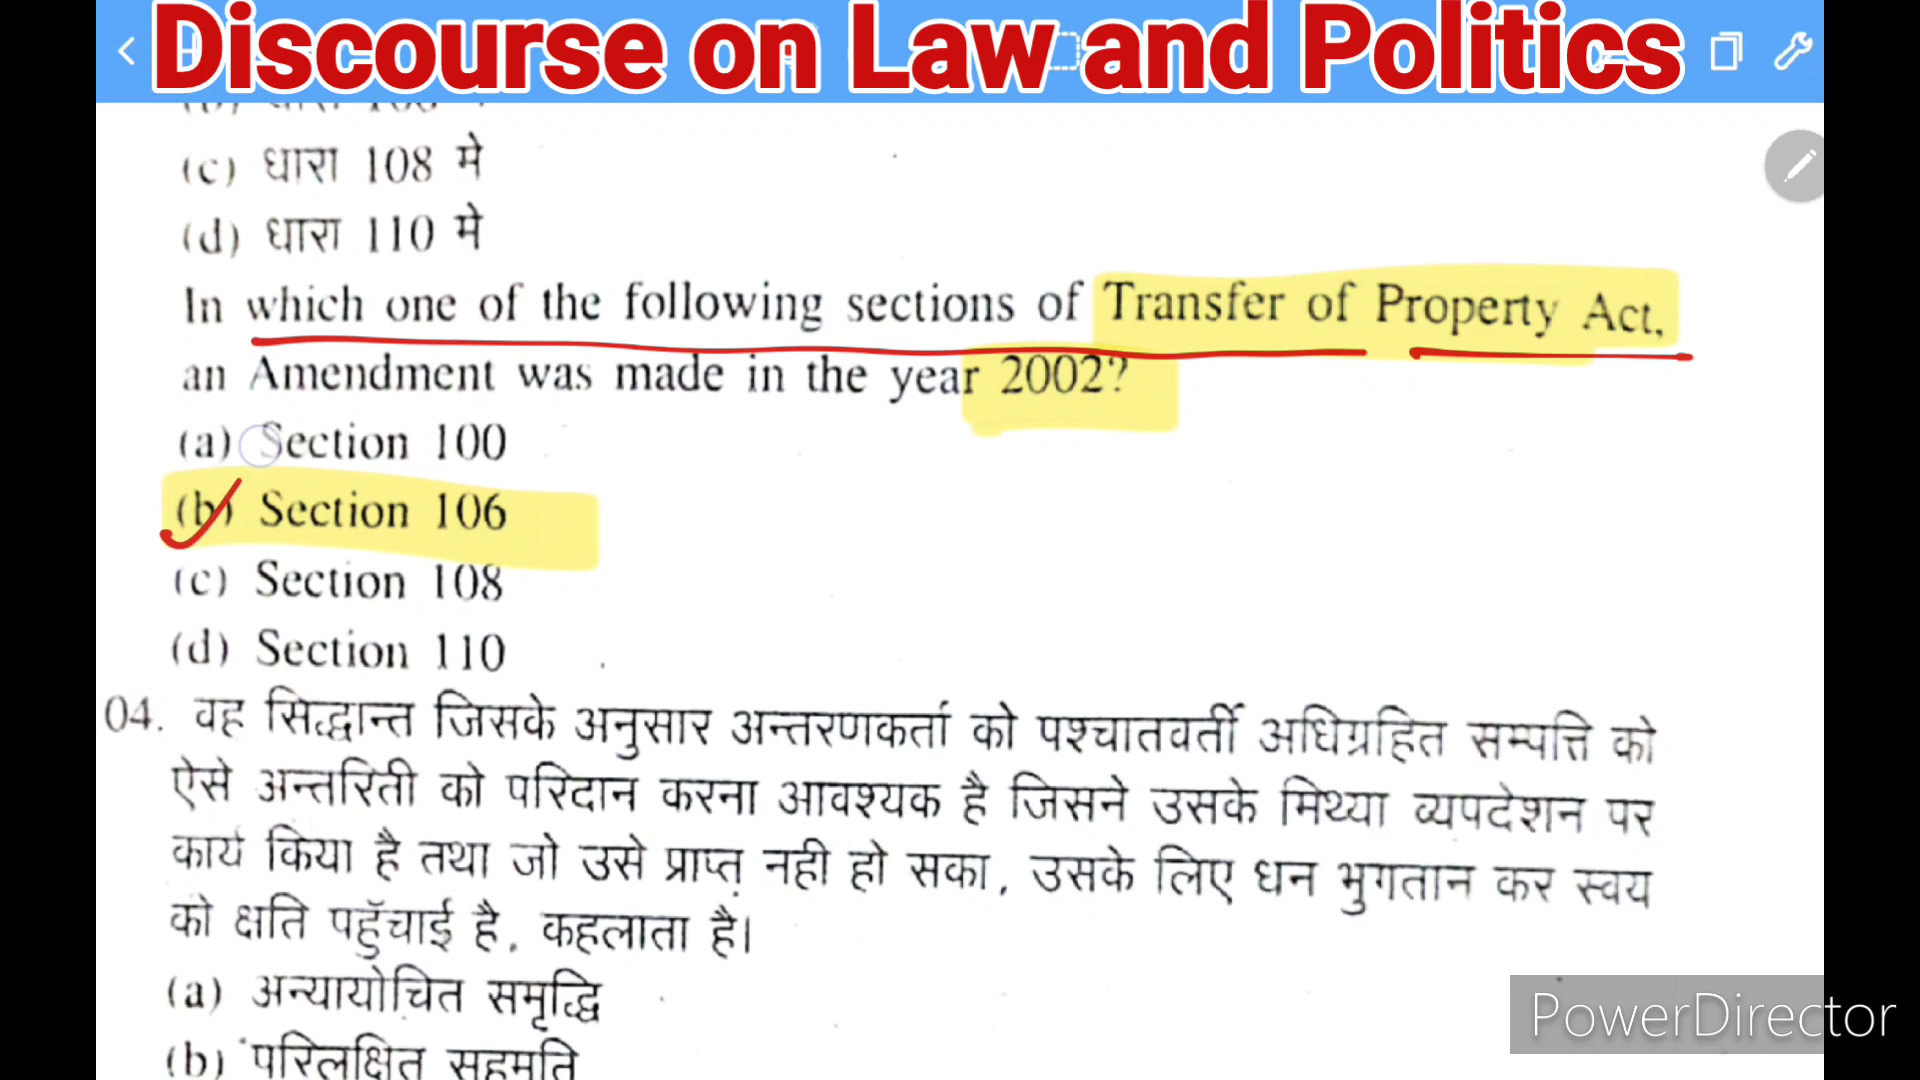 Discourse on Law and Politics
(c) धारा 108 मे
(d) धारा 110 मे
In which one of the following sections of Transfer of Property Act,
an Amendment was made in the year 2002?
(a) Section 100
(b) Section 106
(c) Section 108
(d) Section 110
04. वह सिद्धान्त जिसके अनुसार अन्तरणकर्ता को पश्चातवर्ती अधिग्रहित सम्पत्ति को
ऐसे अन्तरिती को परिदान करना आवश्यक है जिसने उसके मिथ्या व्यपदेशन पर
कार्य किया है तथा जो उसे प्राप्त नही हो सका, उसके लिए धन भुगतान कर स्वय
को क्षति पहुँचाई है, कहलाता है।
(a) अन्यायोचित समृद्धि
(b) परिलक्षित सहमति
PowerDirector